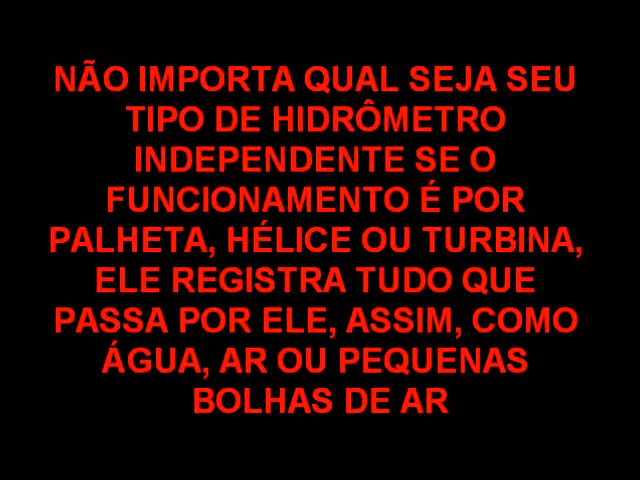 NÃO IMPORTA QUAL SEJA SEU
TIPO DE HIDRÔMETRO
INDEPENDENTE SE O
FUNCIONAMENTO É POR
PALHETA, HÉLICE OU TURBINA,
ELE REGISTRA TUDO QUE
PASSA POR ELE, ASSIM, COMO
ÁGUA, AR OU PEQUENAS
BOLHAS DE AR